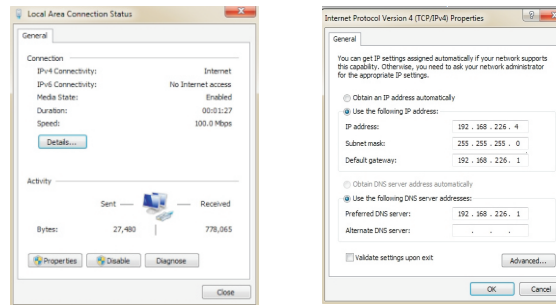 Local Area Connection Status
General
Connection
IPv4 Connectivity: Internet
IPv6 Connectivity: No Internet access
Media State: Enabled
Duration: 00:01:27
Speed: 100.0 Mbps
Details...
Activity
Sent Received
Bytes: 27,480 778,065
Properties Disable Diagnose
Close
Internet Protocol Version 4 (TCP/IPv4) Properties
General
You can get IP settings assigned automatically if your network supports
this capability. Otherwise, you need to ask your network administrator
for the appropriate IP settings.
Obtain an IP address automatically
Use the following IP address:
IP address: 192 . 168 . 226 . 4
Subnet mask: 255 . 255 . 255 . 0
Default gateway: 192 . 168 . 226 . 1
Obtain DNS server address automatically
Use the following DNS server addresses:
Preferred DNS server: 192 . 168 . 226 . 1
Alternate DNS server: . . .
Validate settings upon exit Advanced...
OK Cancel